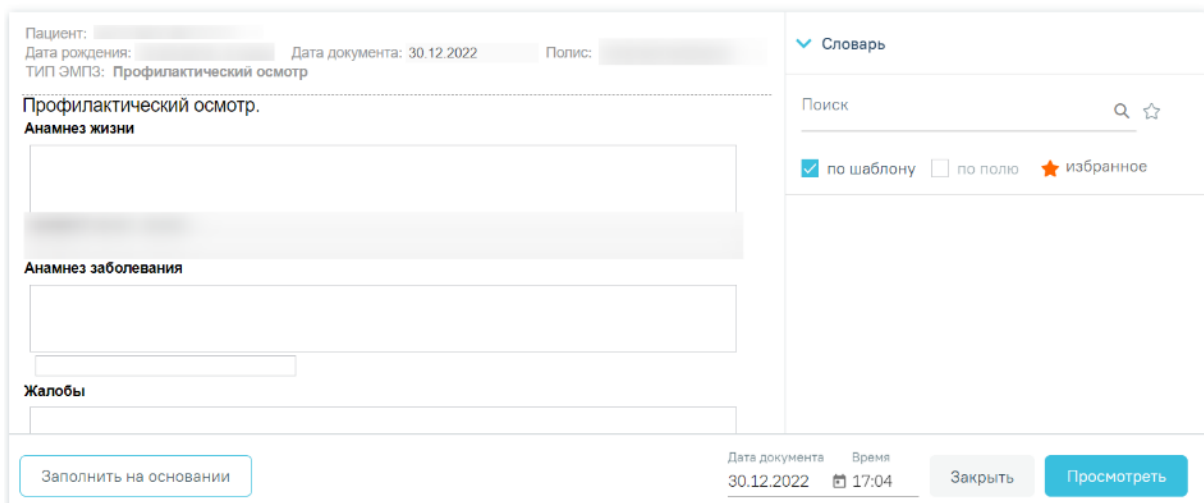 Пациент:
Дата рождения: Дата документа: 30.12.2022 Полис:
ТИП ЭМПЗ: Профилактический осмотр
Профилактический осмотр.
Анамнез жизни
Анамнез заболевания
Жалобы
Словарь
Поиск
по шаблону по полю избранное
Заполнить на основании
Дата документа Время
30.12.2022 17:04
Закрыть
Просмотреть